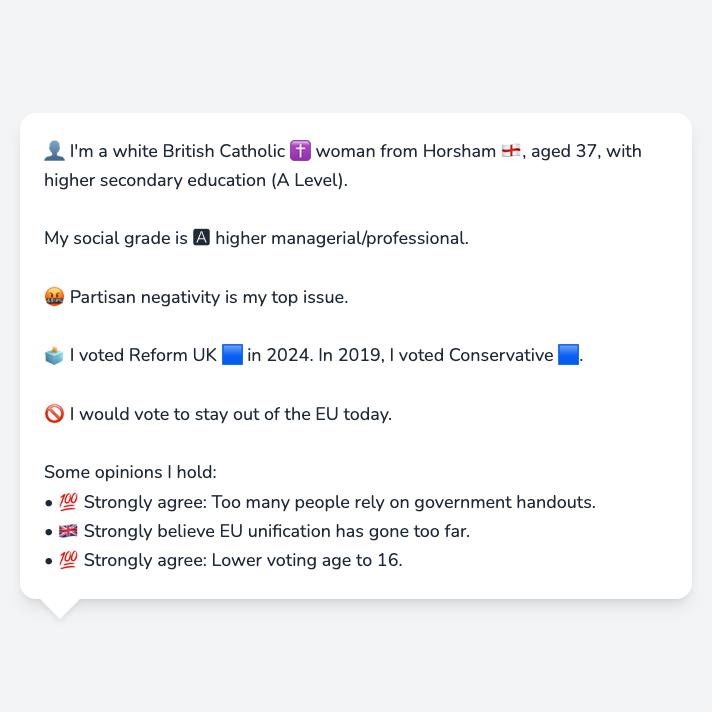 👤 I'm a white British Catholic ✝️ woman from Horsham 🏴󠁧󠁢󠁥󠁮󠁧󠁿, aged 37, with
higher secondary education (A Level).
My social grade is 🅰 higher managerial/professional.
🤬 Partisan negativity is my top issue.
🗳️ I voted Reform UK 🟦 in 2024. In 2019, I voted Conservative 🟦.
🚫 I would vote to stay out of the EU today.
Some opinions I hold:
• 💯 Strongly agree: Too many people rely on government handouts.
• 🇬🇧 Strongly believe EU unification has gone too far.
• 💯 Strongly agree: Lower voting age to 16.